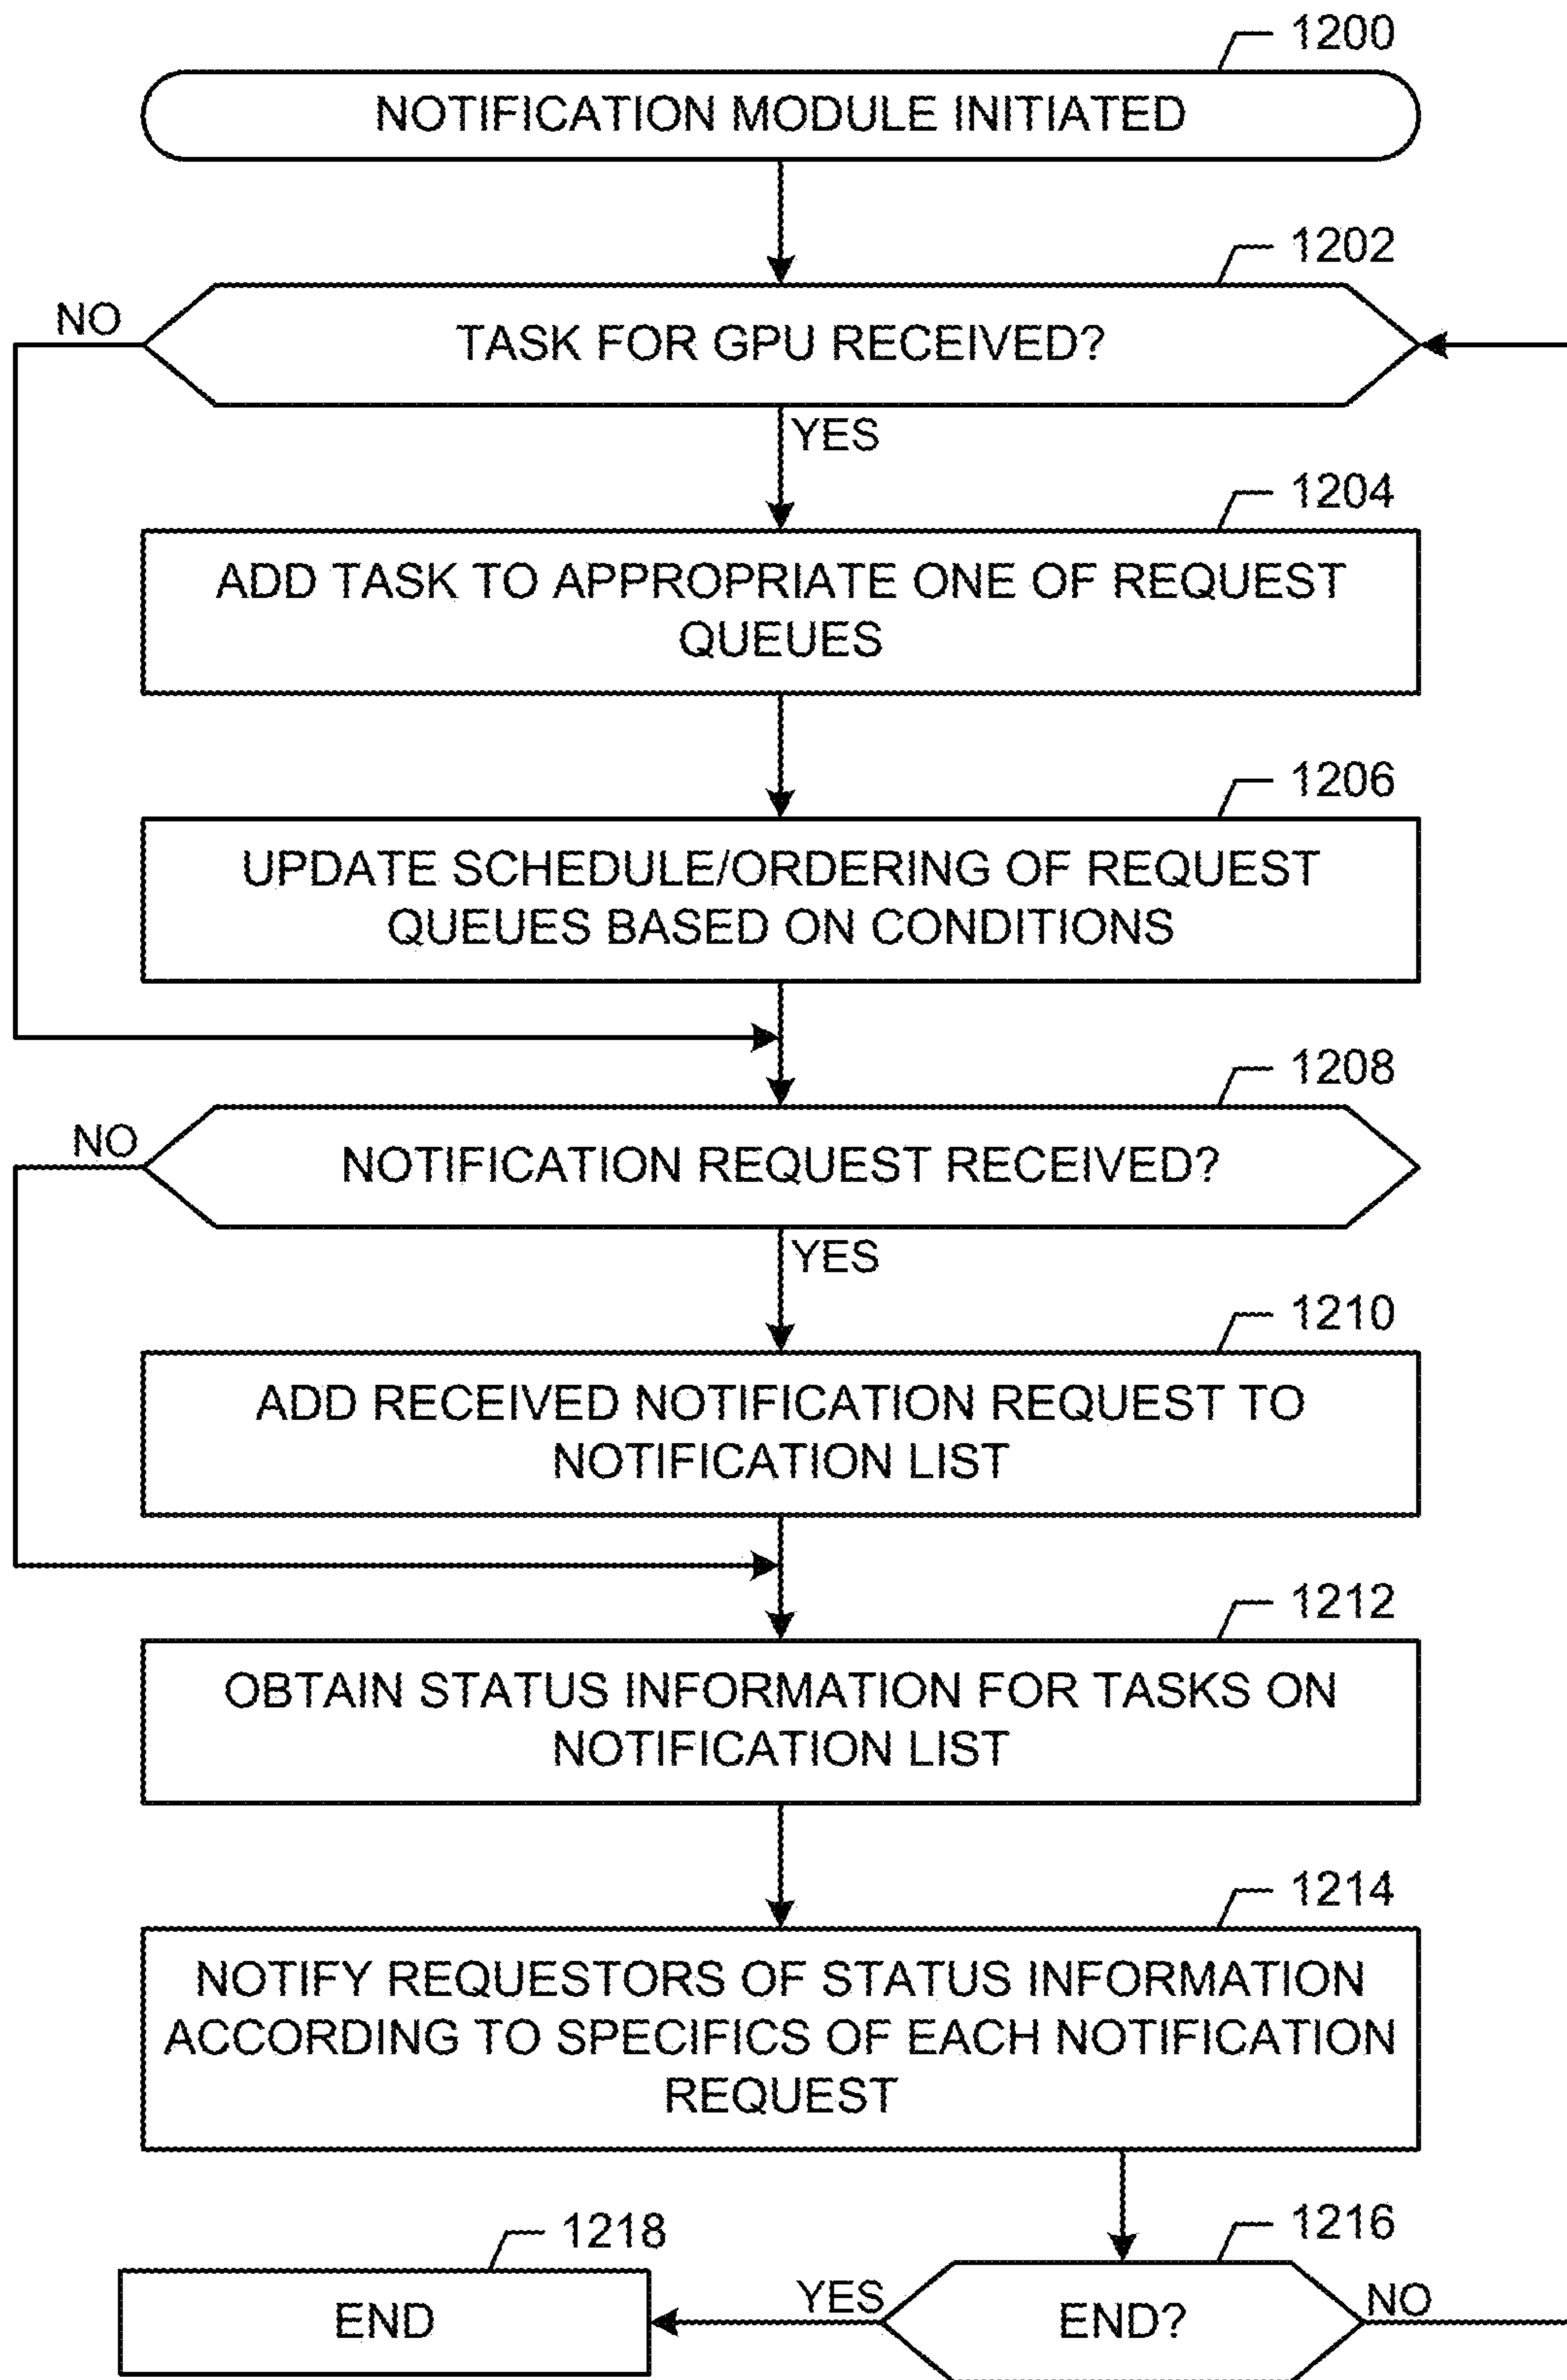 1200
NOTIFICATION MODULE INITIATED
1202
NO
TASK FOR GPU RECEIVED?
YES
1204
ADD TASK TO APPROPRIATE ONE OF REQUEST
QUEUES
1206
UPDATE SCHEDULE/ORDERING OF REQUEST
QUEUES BASED ON CONDITIONS
1208
NO
NOTIFICATION REQUEST RECEIVED?
YES
1210
ADD RECEIVED NOTIFICATION REQUEST TO
NOTIFICATION LIST
1212
OBTAIN STATUS INFORMATION FOR TASKS ON
NOTIFICATION LIST
1214
NOTIFY REQUESTORS OF STATUS INFORMATION
ACCORDING TO SPECIFICS OF EACH NOTIFICATION
REQUEST
1218
1216
END
YES
END?
NO